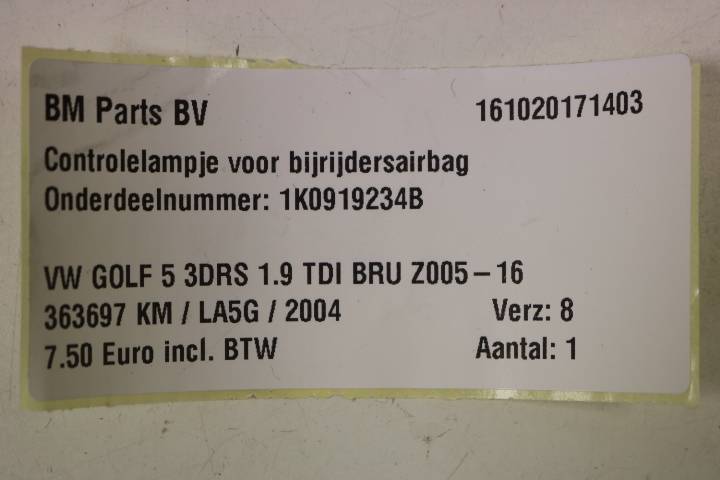 BM Parts BV 161020171403
Controlelampje voor bijrijdersairbag
Onderdeelnummer: 1K0919234B
VW GOLF 5 3DRS 1.9 TDI BRU Z005-16
363697 KM / LA5G / 2004 Verz: 8
7.50 Euro incl. BTW Aantal: 1